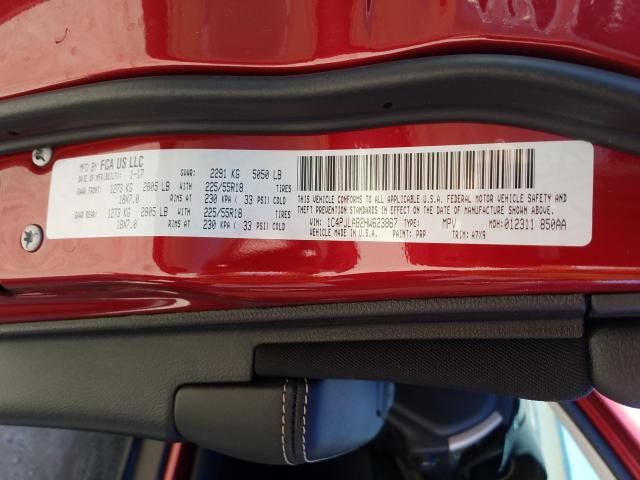 MFD BY FCA US LLC
DATE OF MFR/BUILT: 1-17 GVWR: 2291 KG 5050 LB
GAWR FRONT: 1273 KG 2805 LB WITH 225/55R18 TIRES
18X7.0 RIMS AT 230 KPA ( 33 PSI) COLD
GAWR REAR: 1273 KG 2805 LB WITH 225/55R18 TIRES
18X7.0 RIMS AT 230 KPA ( 33 PSI) COLD
THIS VEHICLE CONFORMS TO ALL APPLICABLE U.S.A. FEDERAL MOTOR VEHICLE SAFETY AND
THEFT PREVENTION STANDARDS IN EFFECT ON THE DATE OF MANUFACTURE SHOWN ABOVE.
VIN: 1C4PJLAB2HW623867 TYPE: MPV MDH: 012311 850AA
VEHICLE MADE IN U.S.A. PAINT: PRP TRIM: A7X9